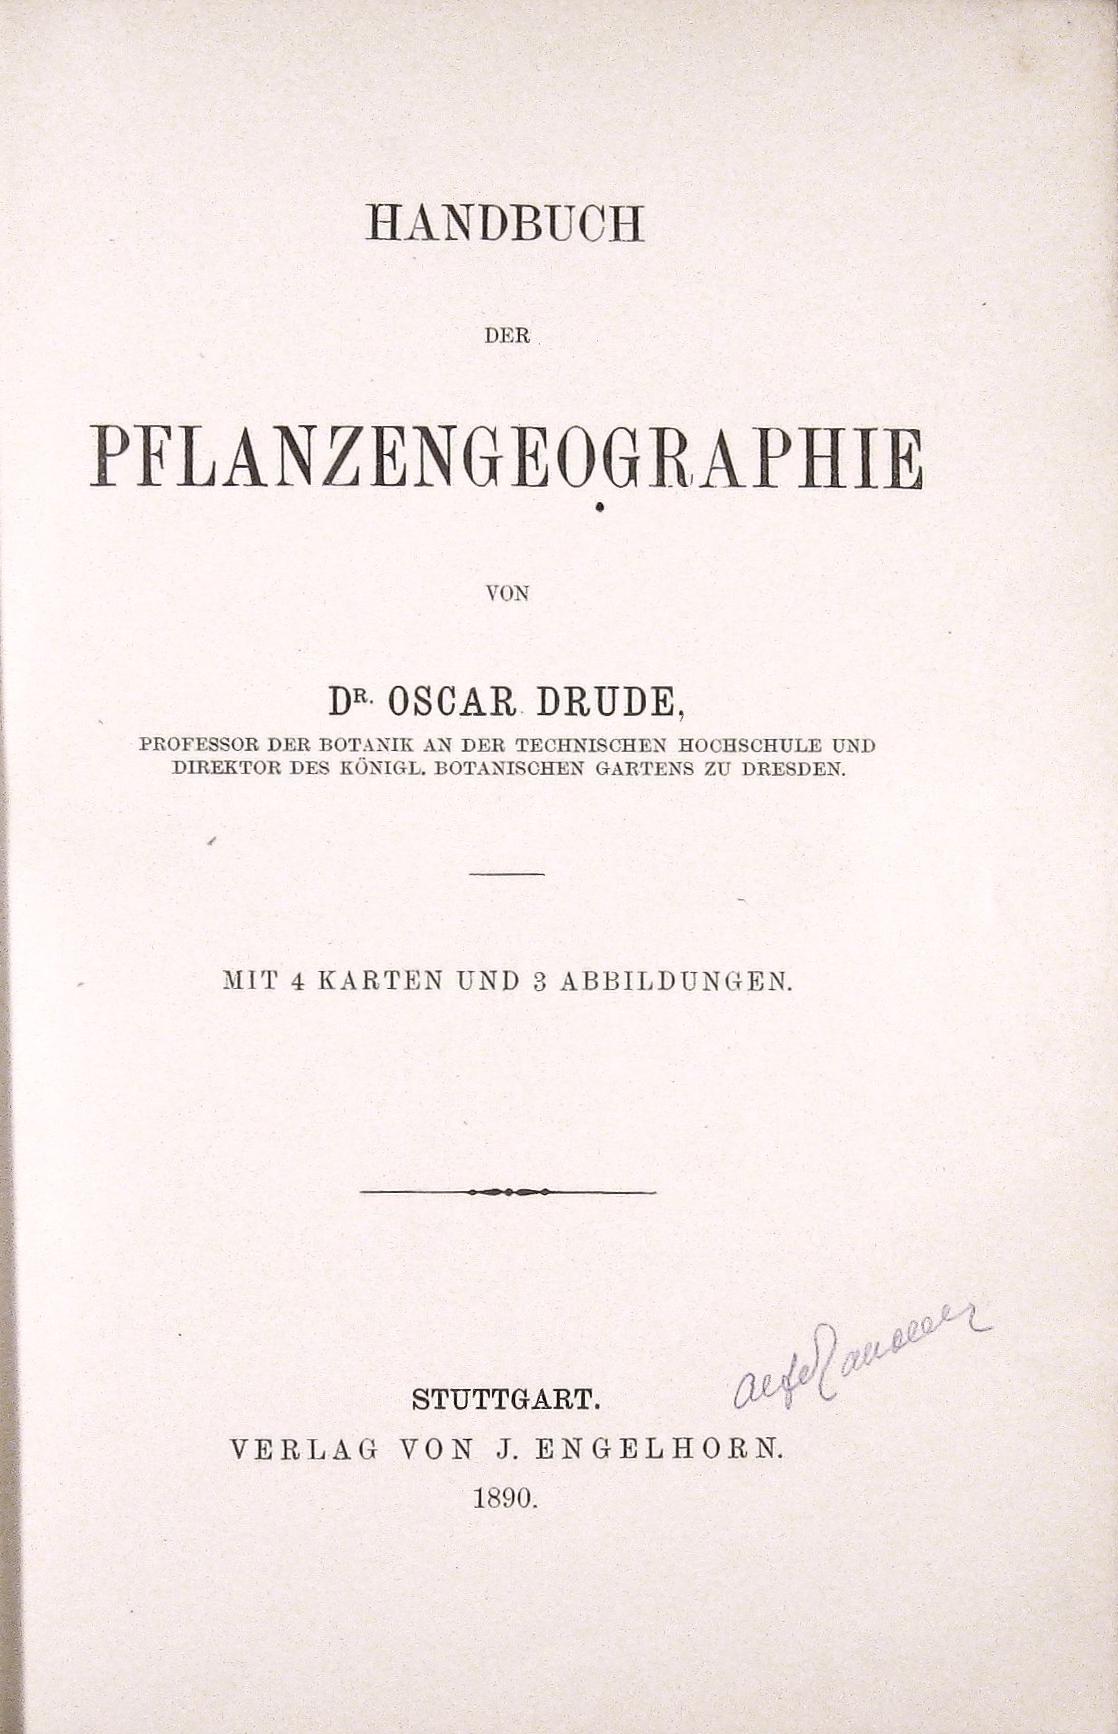 HANDBUCH
DER
PFLANZENGEOGRAPHIE
VON
DR. OSCAR DRUDE,
PROFESSOR DER BOTANIK AN DER TECHNISCHEN HOCHSCHULE UND
DIREKTOR DES KÖNIGL. BOTANISCHEN GARTENS ZU DRESDEN.
MIT 4 KARTEN UND 3 ABBILDUNGEN.
STUTTGART.
VERLAG VON J. ENGELHORN.
1890.